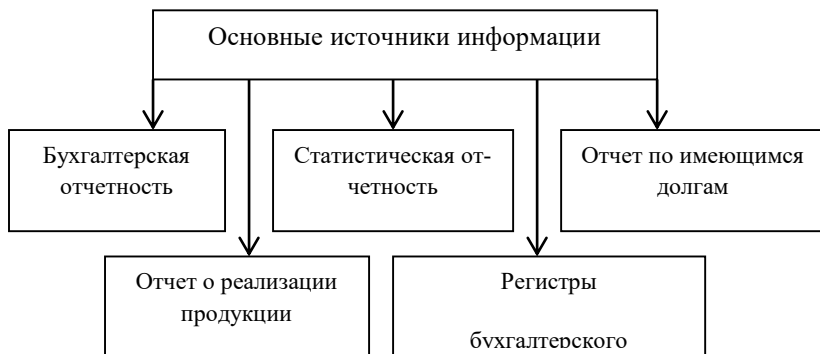 Основные источники информации
Бухгалтерская
отчетность
Статистическая от-
четность
Отчет по имеющимся
долгам
Отчет о реализации
продукции
Регистры
бухгалтерского